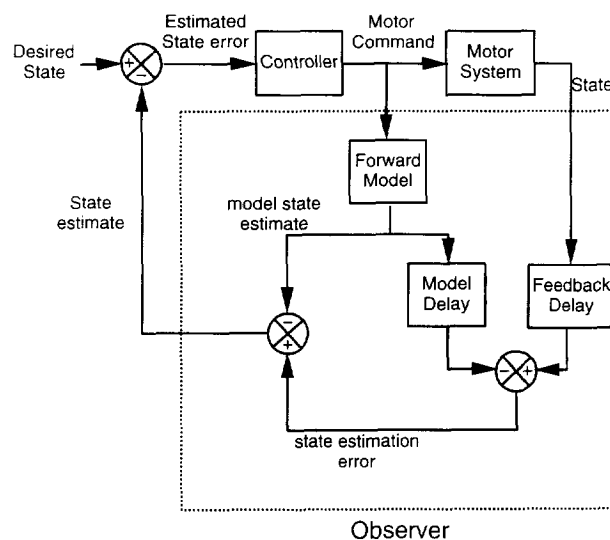 Desired
State
+
−
Estimated
State error
Controller
Motor
Command
Motor
System
State
Forward
Model
State
estimate
model state
estimate
Model
Delay
Feedback
Delay
−
+
−
+
state estimation
error
Observer